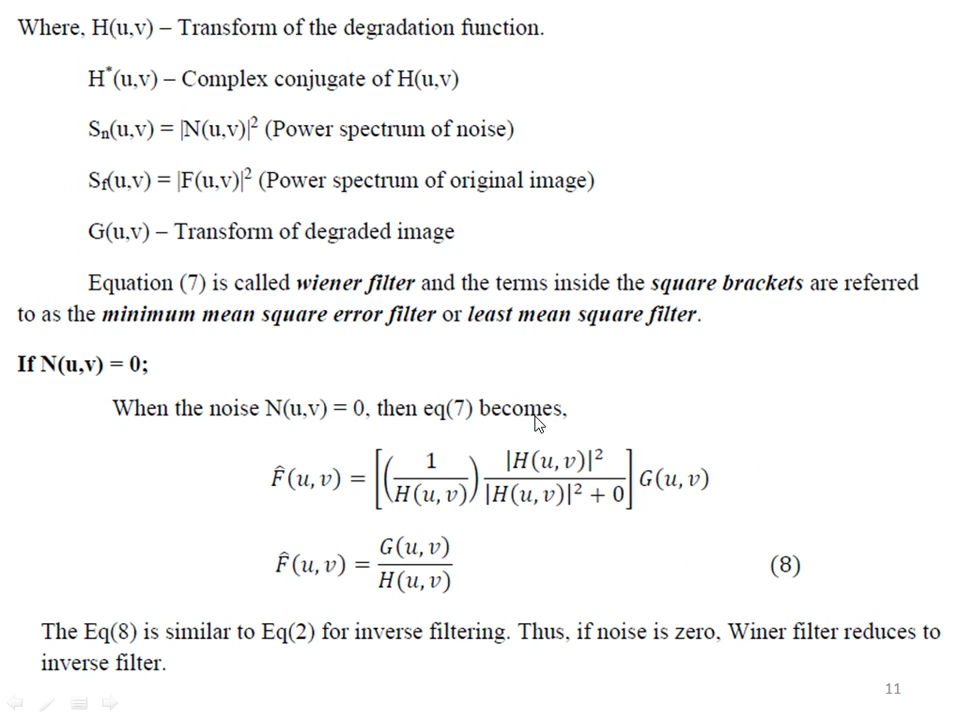 Where, H(u,v) – Transform of the degradation function.
H*(u,v) – Complex conjugate of H(u,v)
Sn(u,v) = |N(u,v)|² (Power spectrum of noise)
Sf(u,v) = |F(u,v)|² (Power spectrum of original image)
G(u,v) – Transform of degraded image
Equation (7) is called wiener filter and the terms inside the square brackets are referred
to as the minimum mean square error filter or least mean square filter.
If N(u,v) = 0;
When the noise N(u,v) = 0, then eq(7) becomes,
F̂(u, v) = [(1 / H(u, v)) |H(u, v)|² / (|H(u, v)|² + 0)] G(u, v)
F̂(u, v) = G(u, v) / H(u, v) (8)
The Eq(8) is similar to Eq(2) for inverse filtering. Thus, if noise is zero, Winer filter reduces to
inverse filter.
11